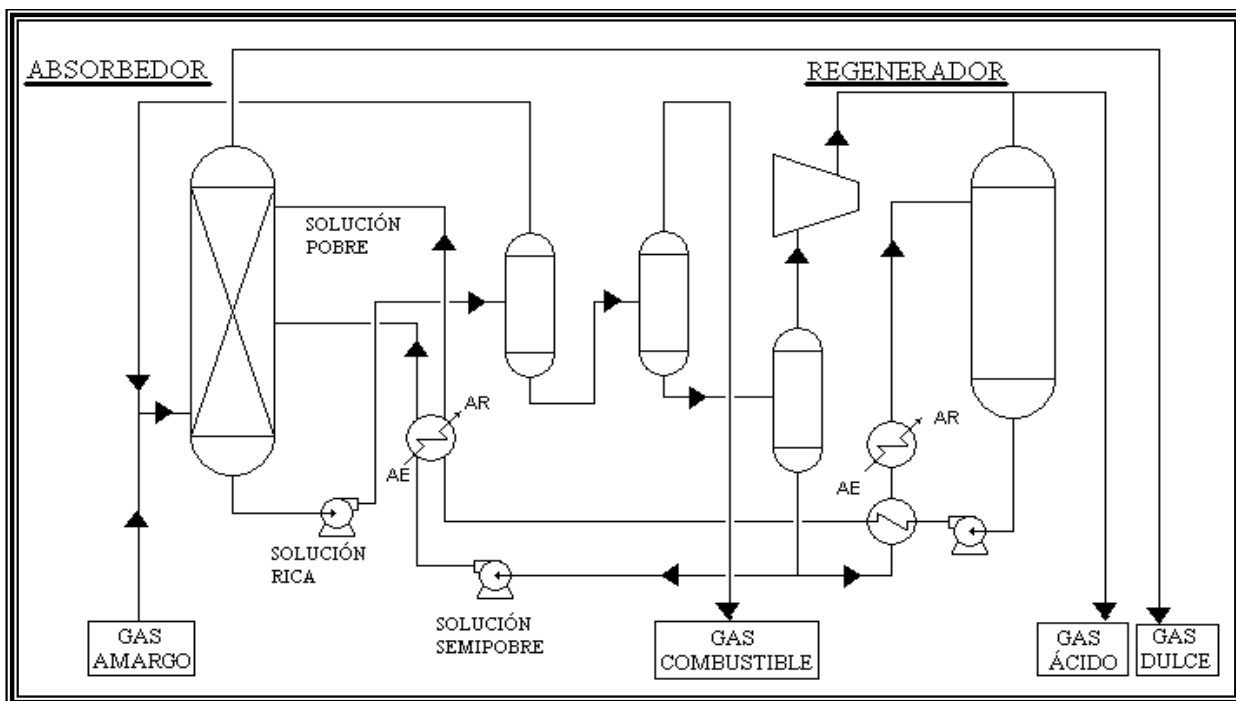 ABSORBEDOR
REGENERADOR
SOLUCIÓN
POBRE
AR
AE
AR
AE
SOLUCIÓN
RICA
SOLUCIÓN
SEMIPOBRE
GAS
AMARGO
GAS
COMBUSTIBLE
GAS
ÁCIDO
GAS
DULCE